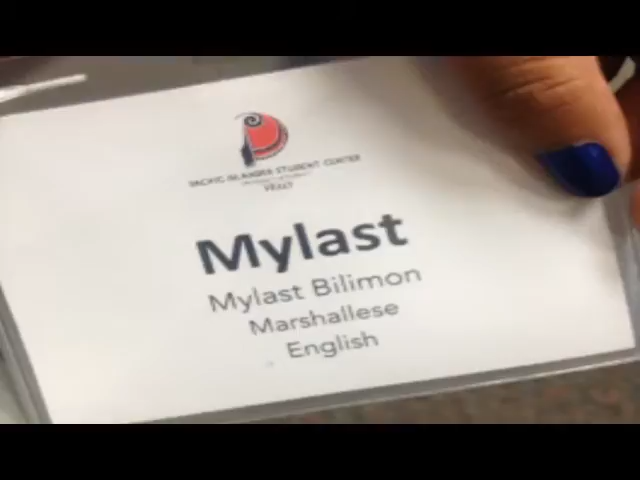 PACIFIC ISLANDER STUDENT CENTER
Mylast
Mylast Bilimon
Marshallese
English